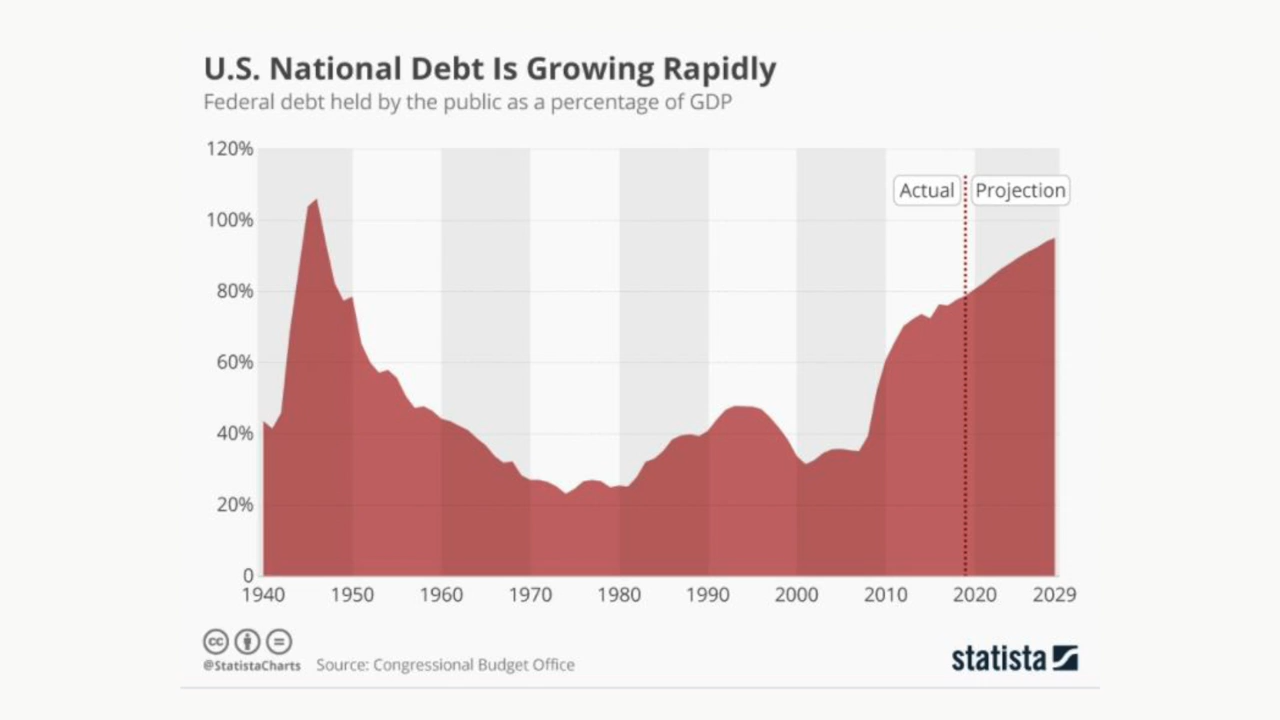 U.S. National Debt Is Growing Rapidly
Federal debt held by the public as a percentage of GDP
120%
100%
80%
60%
40%
20%
0
Actual
Projection
1940 1950 1960 1970 1980 1990 2000 2010 2020 2029
cc
@StatistaCharts Source: Congressional Budget Office
statista